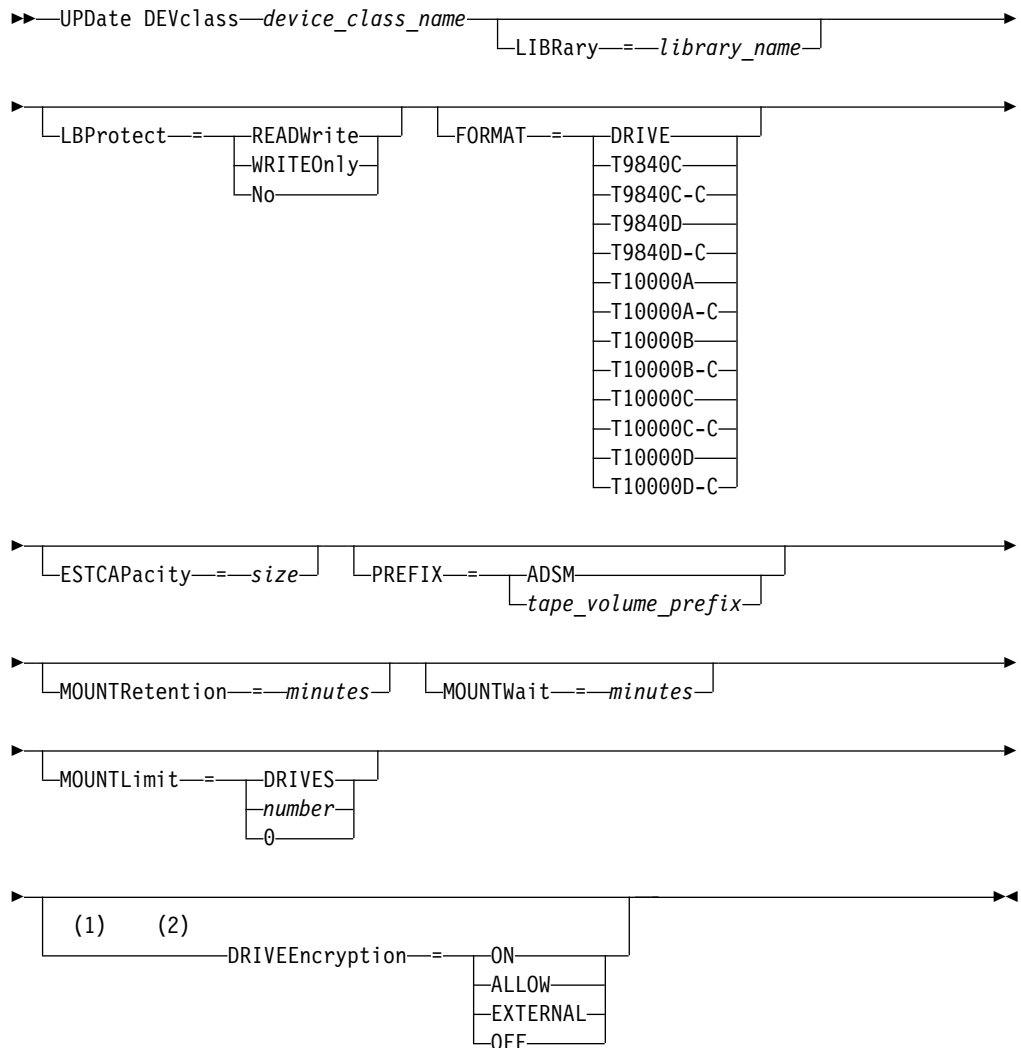 UPDate DEVclass device_class_name
LIBRary = library_name
LBProtect = READWrite
WRITEOnly
No
FORMAT = DRIVE
T9840C
T9840C-C
T9840D
T9840D-C
T10000A
T10000A-C
T10000B
T10000B-C
T10000C
T10000C-C
T10000D
T10000D-C
ESTCAPacity = size
PREFIX = ADSM
tape_volume_prefix
MOUNTRetention = minutes
MOUNTWait = minutes
MOUNTLimit = DRIVES
number
0
(1) (2)
DRIVEEncryption = ON
ALLOW
EXTERNAL
OFF